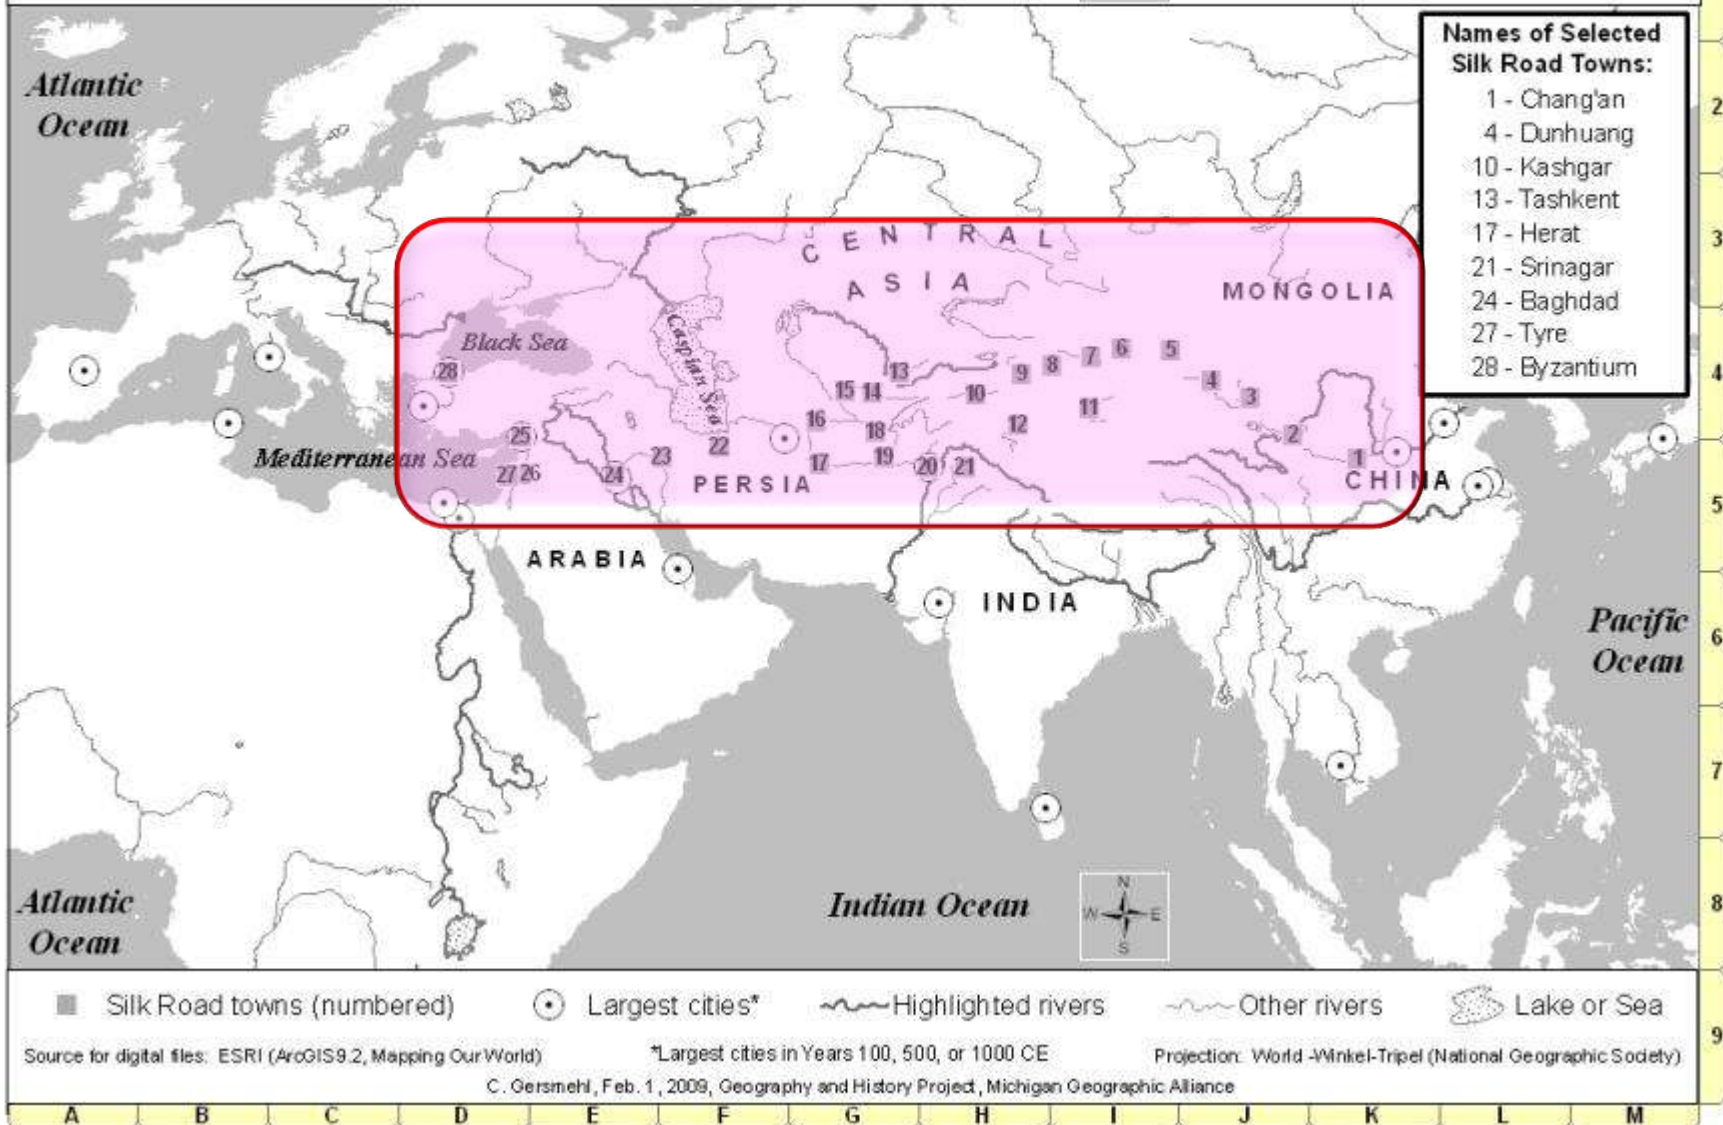 Names of Selected
Silk Road Towns:
1 - Chang'an
4 - Dunhuang
10 - Kashgar
13 - Tashkent
17 - Herat
21 - Srinagar
24 - Baghdad
27 - Tyre
28 - Byzantium
Atlantic
Ocean
2
CENTRAL
3
ASIA
MONGOLIA
Black Sea
Caspian Sea
28
13
9
8
7
6
5
4
3
4
15
14
10
11
16
12
25
18
2
22
Mediterranean Sea
27
26
24
23
17
19
20
21
1
PERSIA
CHINA
5
ARABIA
INDIA
Pacific
Ocean
6
7
Atlantic
Ocean
Indian Ocean
N
W
E
S
8
Silk Road towns (numbered)
Largest cities*
Highlighted rivers
Other rivers
Lake or Sea
9
Source for digital files: ESRI (ArcGIS9.2, Mapping Our World)
*Largest cities in Years 100, 500, or 1000 CE
Projection: World -Winkel-Tripel (National Geographic Society)
C. Gersmehl, Feb. 1, 2009, Geography and History Project, Michigan Geographic Alliance
A B C D E F G H I J K L M